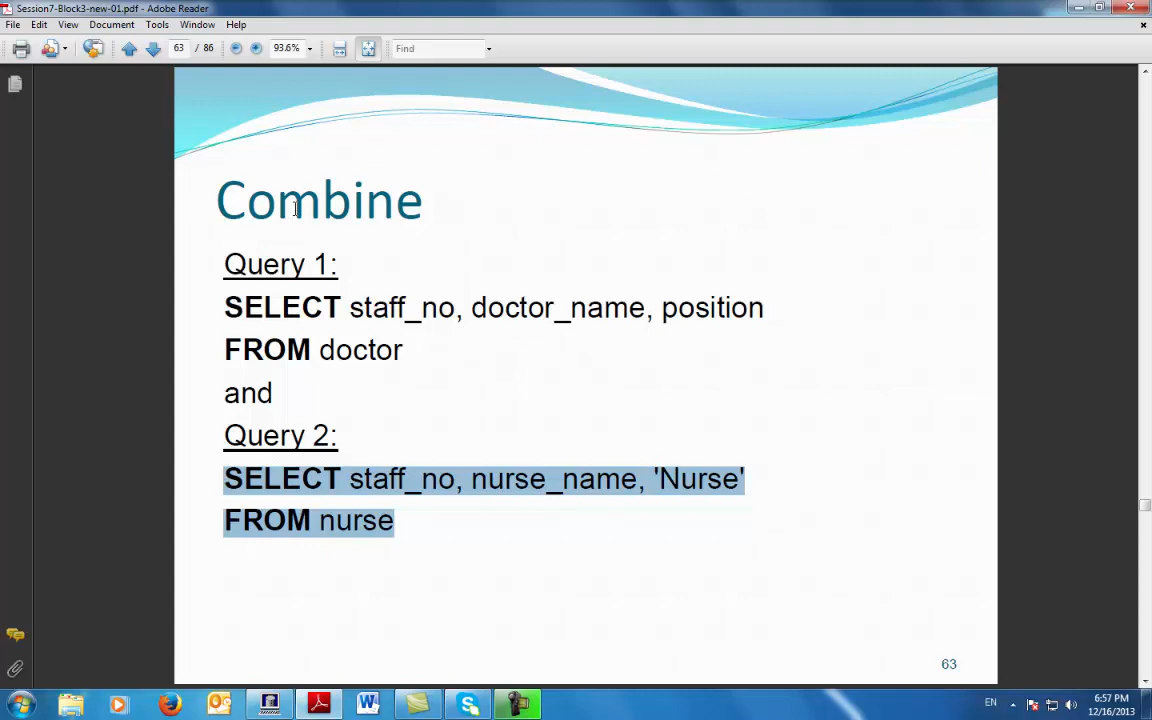 Session7-Block3-new-01.pdf - Adobe Reader
File Edit View Document Tools Window Help
63 / 86 93.6% Find
Combine
Query 1:
SELECT staff_no, doctor_name, position
FROM doctor
and
Query 2:
SELECT staff_no, nurse_name, 'Nurse'
FROM nurse
63
EN
6:57 PM
12/16/2013